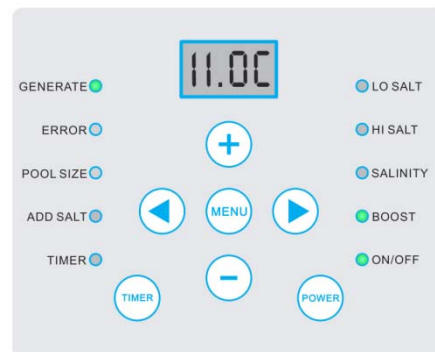 11.0C
GENERATE
LO SALT
ERROR
+
HI SALT
POOL SIZE
SALINITY
ADD SALT
MENU
BOOST
TIMER
−
ON/OFF
TIMER
POWER